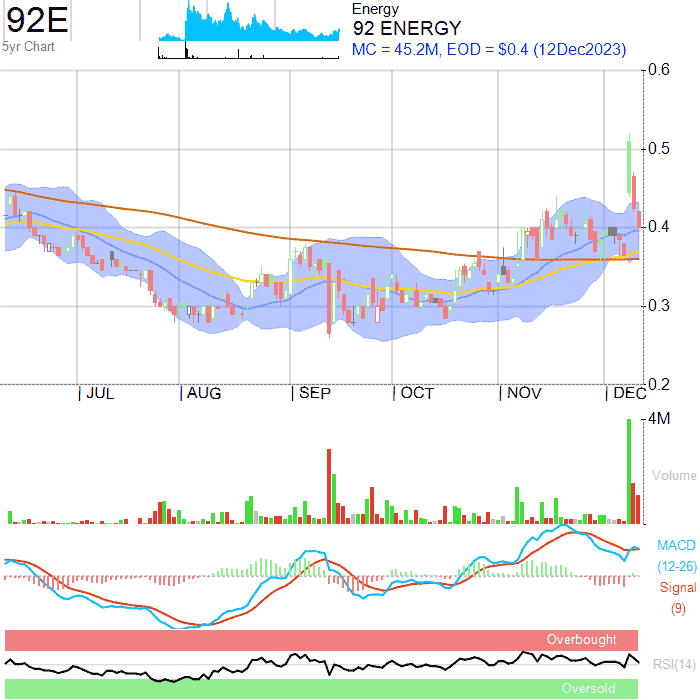 92E
5yr Chart
Energy
92 ENERGY
MC = 45.2M, EOD = $0.4 (12Dec2023)
0.6
0.5
0.4
0.3
0.2
JUL AUG SEP OCT NOV DEC
4M
Volume
MACD
(12-26)
Signal
(9)
Overbought
RSI(14)
Oversold